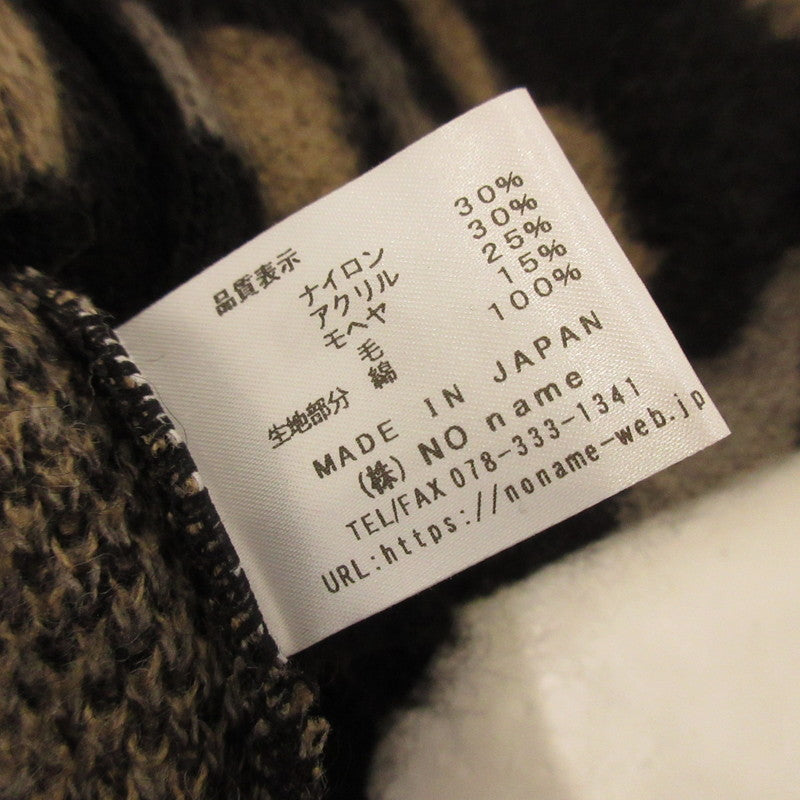 品質表示
ナイロン 30%
アクリル 30%
モヘヤ 25%
毛 15%
生地部分 綿 100%
MADE IN JAPAN
(株) NO name
TEL/FAX 078-333-1341
URL:https://noname-web.jp